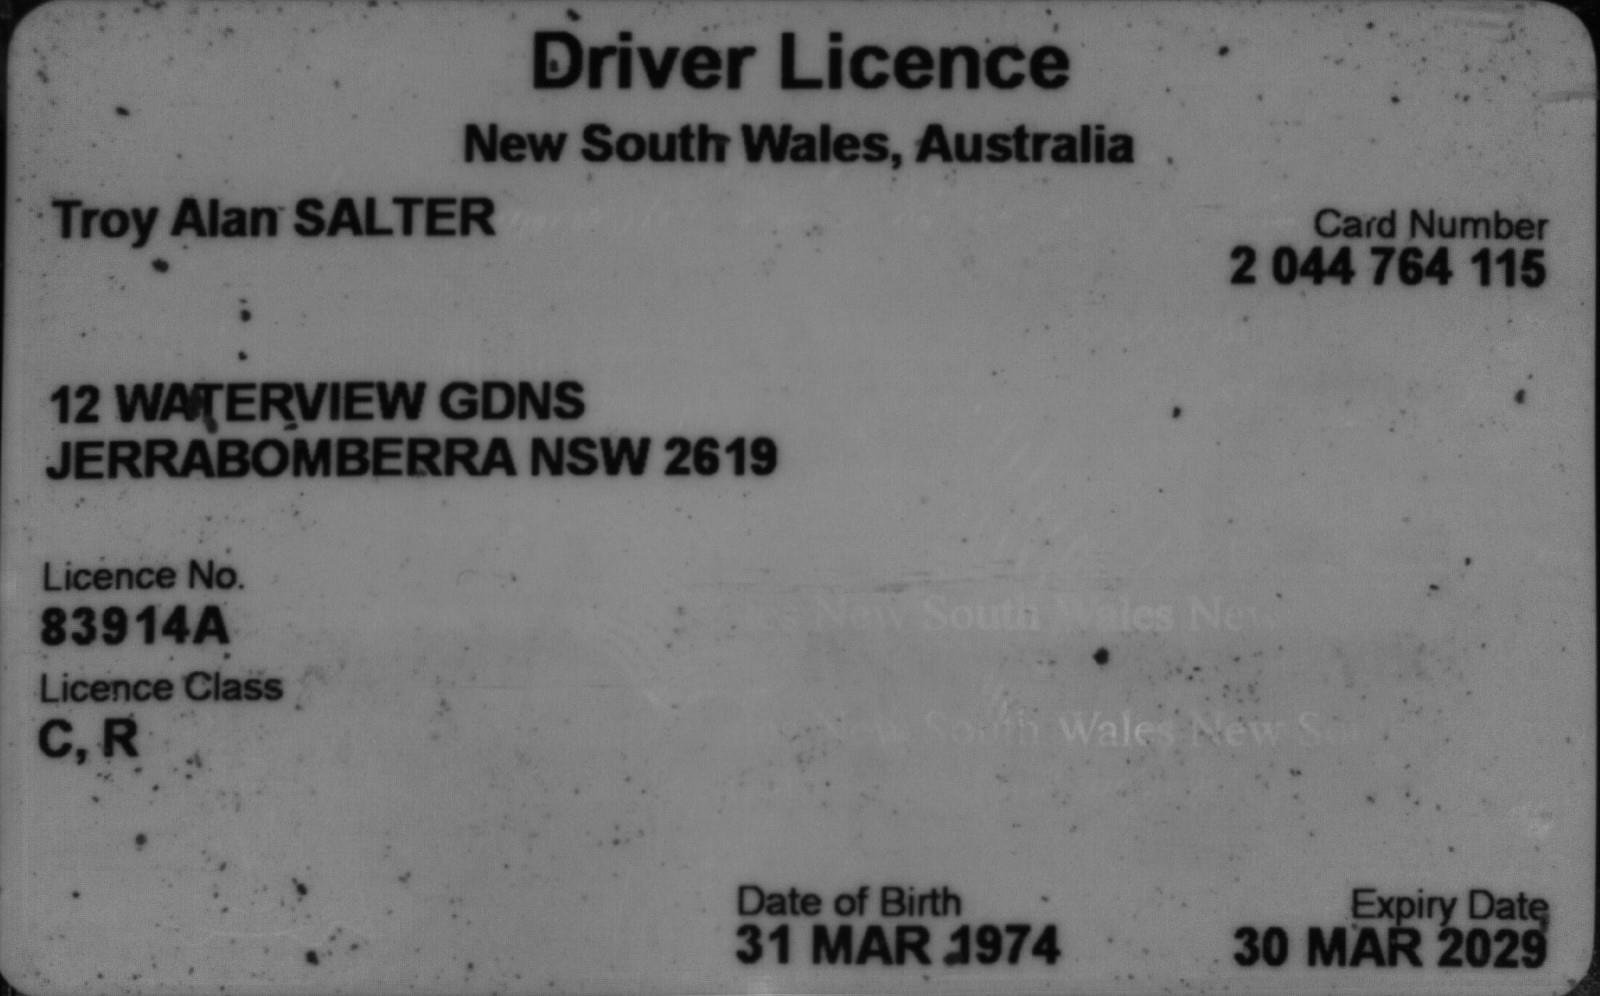 Driver Licence
New South Wales, Australia
Troy Alan SALTER
Card Number
2 044 764 115
12 WATERVIEW GDNS
JERRABOMBERRA NSW 2619
Licence No.
83914A
New South Wales New
Licence Class
C, R
New South Wales New
Date of Birth
31 MAR 1974
Expiry Date
30 MAR 2029